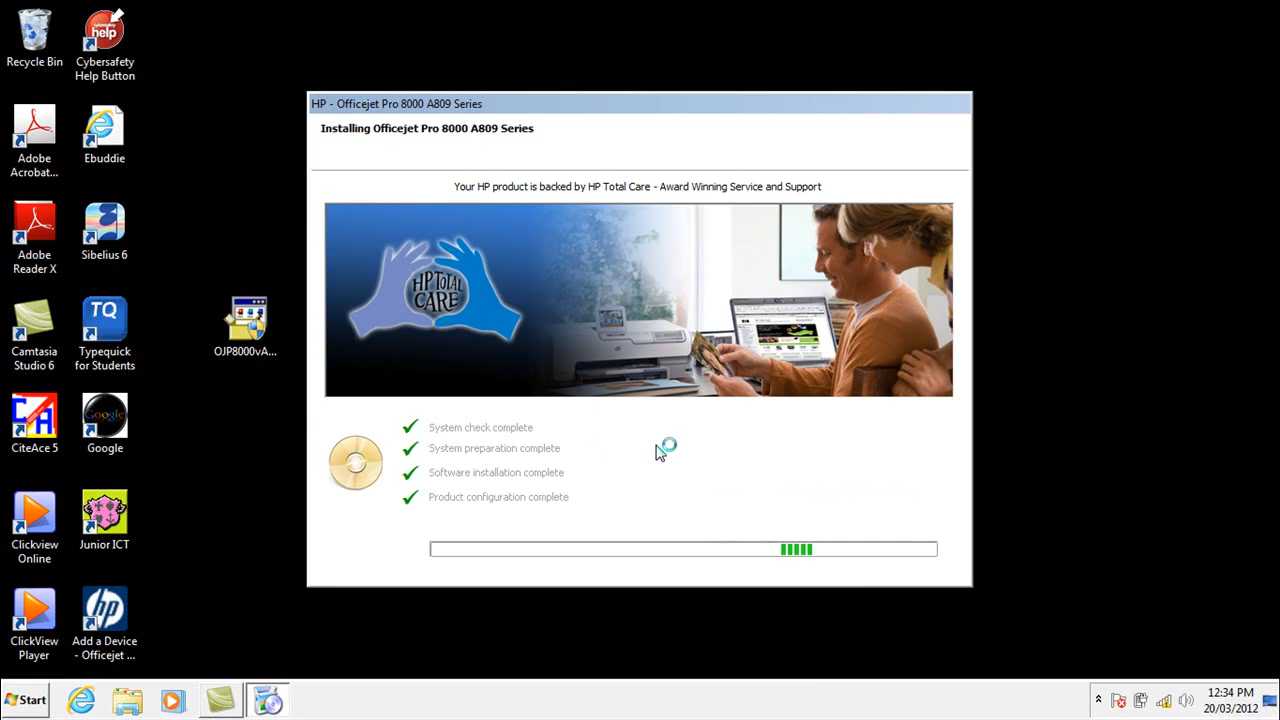 Recycle Bin
help
Cybersafety
Help Button
Adobe
Acrobat...
Ebuddie
Adobe
Reader X
Sibelius 6
Camtasia
Studio 6
TQ
Typequick
for Students
OJP8000vA...
CiteAce 5
Google
Google
Clickview
Online
Junior ICT
ClickView
Player
hp
Add a Device
- Officejet ...
HP - Officejet Pro 8000 A809 Series
Installing Officejet Pro 8000 A809 Series
Your HP product is backed by HP Total Care - Award Winning Service and Support
HP TOTAL
CARE
System check complete
System preparation complete
Software installation complete
Product configuration complete
Start
12:34 PM
20/03/2012